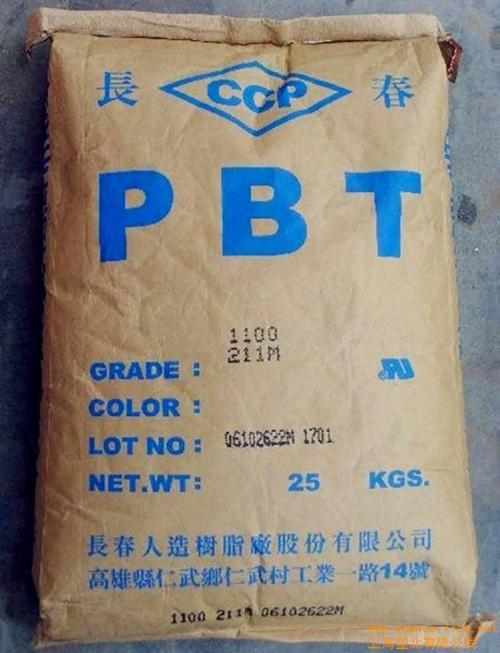 長 CCP 春
PBT
1100
GRADE : 211M
COLOR :
LOT NO : 06102622M 1701
NET.WT: 25 KGS.
長春人造樹脂廠股份有限公司
高雄縣仁武鄉仁武村工業一路14號
1100 211M 06102622M